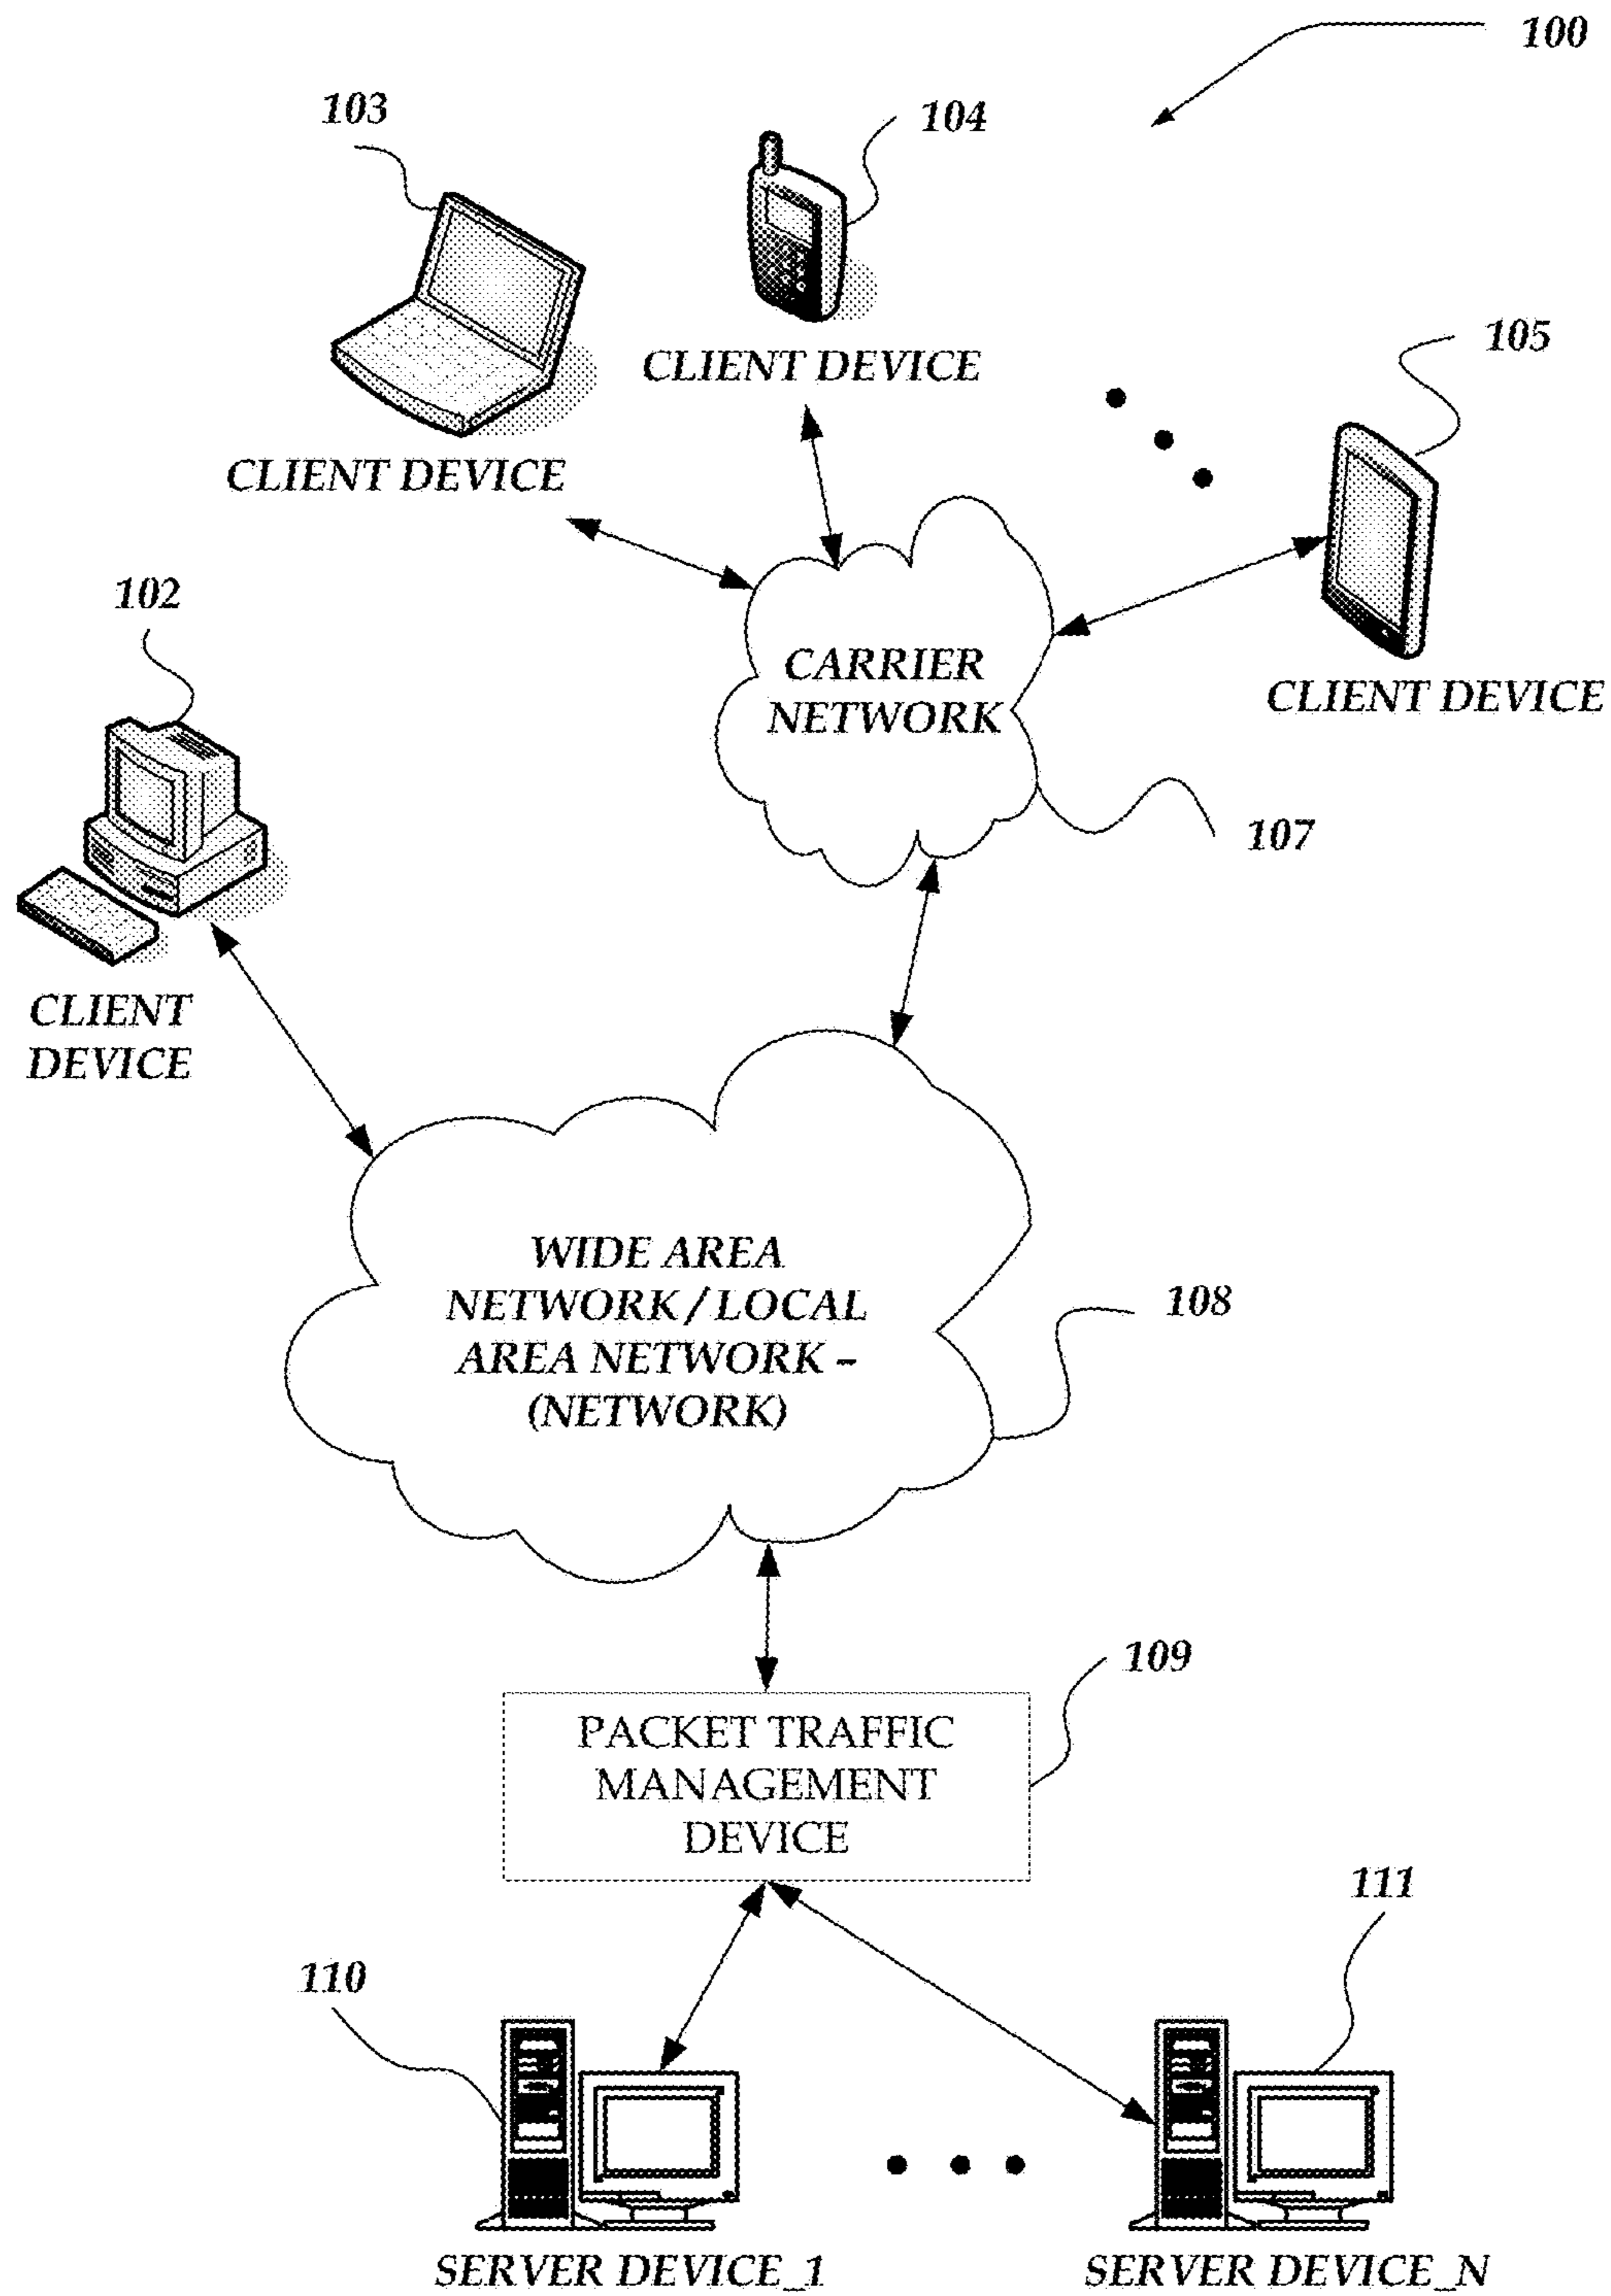 100
103
104
CLIENT DEVICE
105
CLIENT DEVICE
102
CARRIER
NETWORK
CLIENT DEVICE
107
CLIENT
DEVICE
WIDE AREA
NETWORK / LOCAL
AREA NETWORK –
(NETWORK)
108
109
PACKET TRAFFIC
MANAGEMENT
DEVICE
111
110
SERVER DEVICE_1
SERVER DEVICE_N